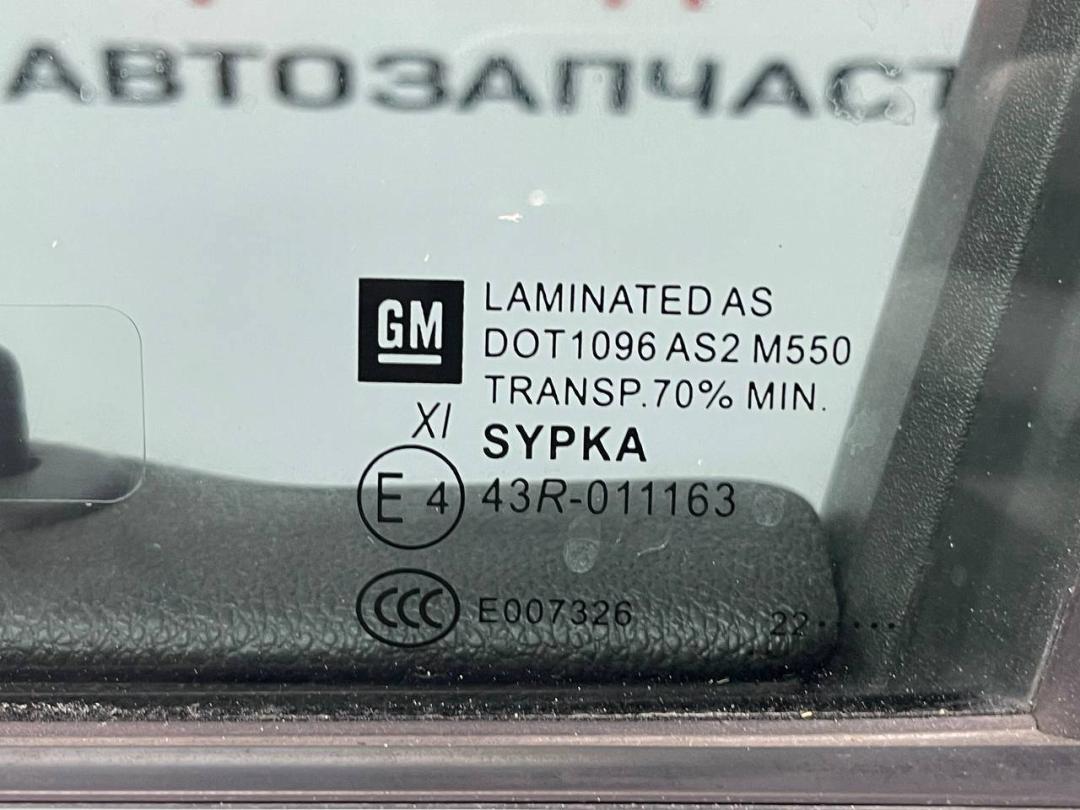 АВТОЗАПЧАСТ
GM
LAMINATED AS
DOT1096 AS2 M550
TRANSP.70% MIN.
XI
SYPKA
E 4
43R-011163
CCC
E007326
22.....